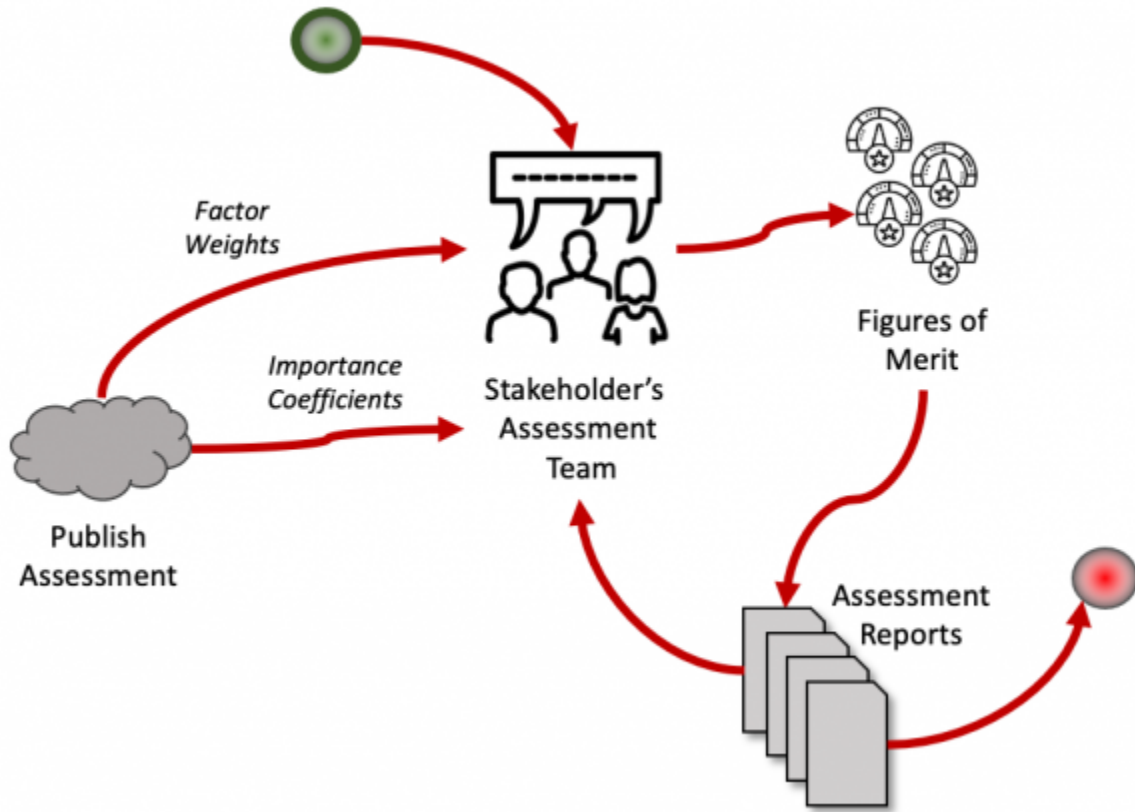 Factor
Weights
Importance
Coefficients
Stakeholder's
Assessment
Team
Figures of
Merit
Publish
Assessment
Assessment
Reports